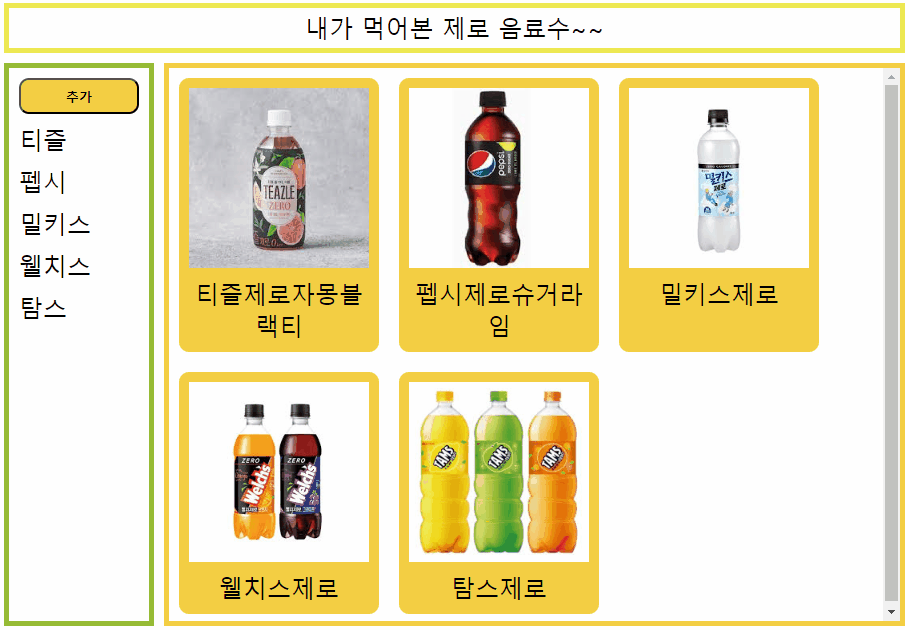 내가 먹어본 제로 음료수~~
추가
티즐
펩시
밀키스
웰치스
탐스
TEAZLE
ZERO
티즐제로자몽블
랙티
pepsi
펩시제로슈거라
임
밀키스
제로
밀키스제로
ZERO
Welch's
ZERO
Welch's
웰치스제로
TAMS
TAMS
TAMS
탐스제로